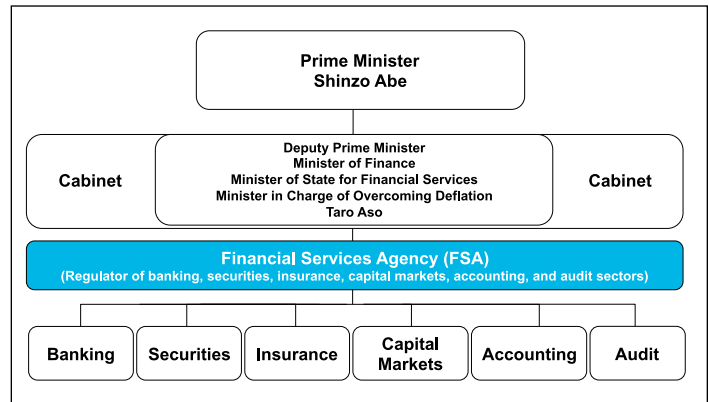 Prime Minister
Shinzo Abe
Cabinet
Deputy Prime Minister
Minister of Finance
Minister of State for Financial Services
Minister in Charge of Overcoming Deflation
Taro Aso
Cabinet
Financial Services Agency (FSA)
(Regulator of banking, securities, insurance, capital markets, accounting, and audit sectors)
Banking
Securities
Insurance
Capital
Markets
Accounting
Audit